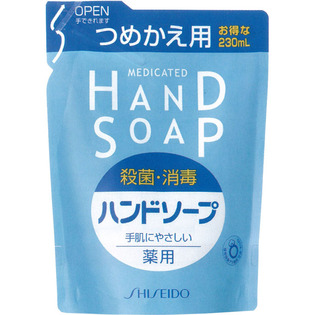 OPEN
手できれます
つめかえ用
お得な
230mL
MEDICATED
HAND
SOAP
殺菌・消毒
ハンドソープ
手肌にやさしい
薬用
SHISEIDO